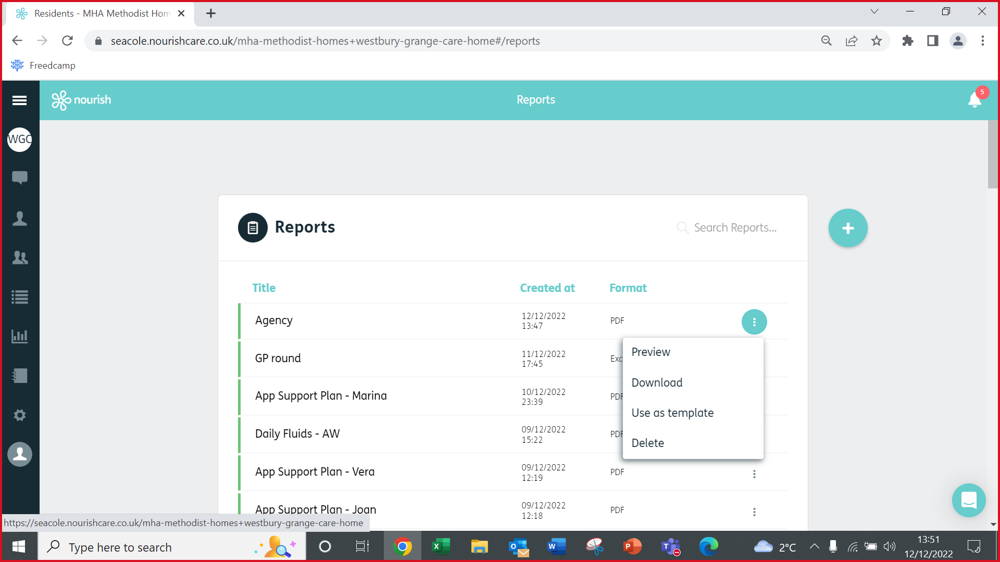 Residents - MHA Methodist Hom
seacole.nourishcare.co.uk/mha-methodist-homes+westbury-grange-care-home#/reports
Freedcamp
nourish
Reports
5
WGC
Reports
Search Reports...
Title Created at Format
Agency 12/12/2022 PDF
13:47
GP round 11/12/2022 Exc
17:45
App Support Plan - Marina 10/12/2022 PDF
23:39
Daily Fluids - AW 09/12/2022 PDF
15:22
App Support Plan - Vera 09/12/2022 PDF
12:19
App Support Plan - Joan 09/12/2022 PDF
12:18
Preview
Download
Use as template
Delete
https://seacole.nourishcare.co.uk/mha-methodist-homes+westbury-grange-care-home
Type here to search
2°C
13:51
12/12/2022